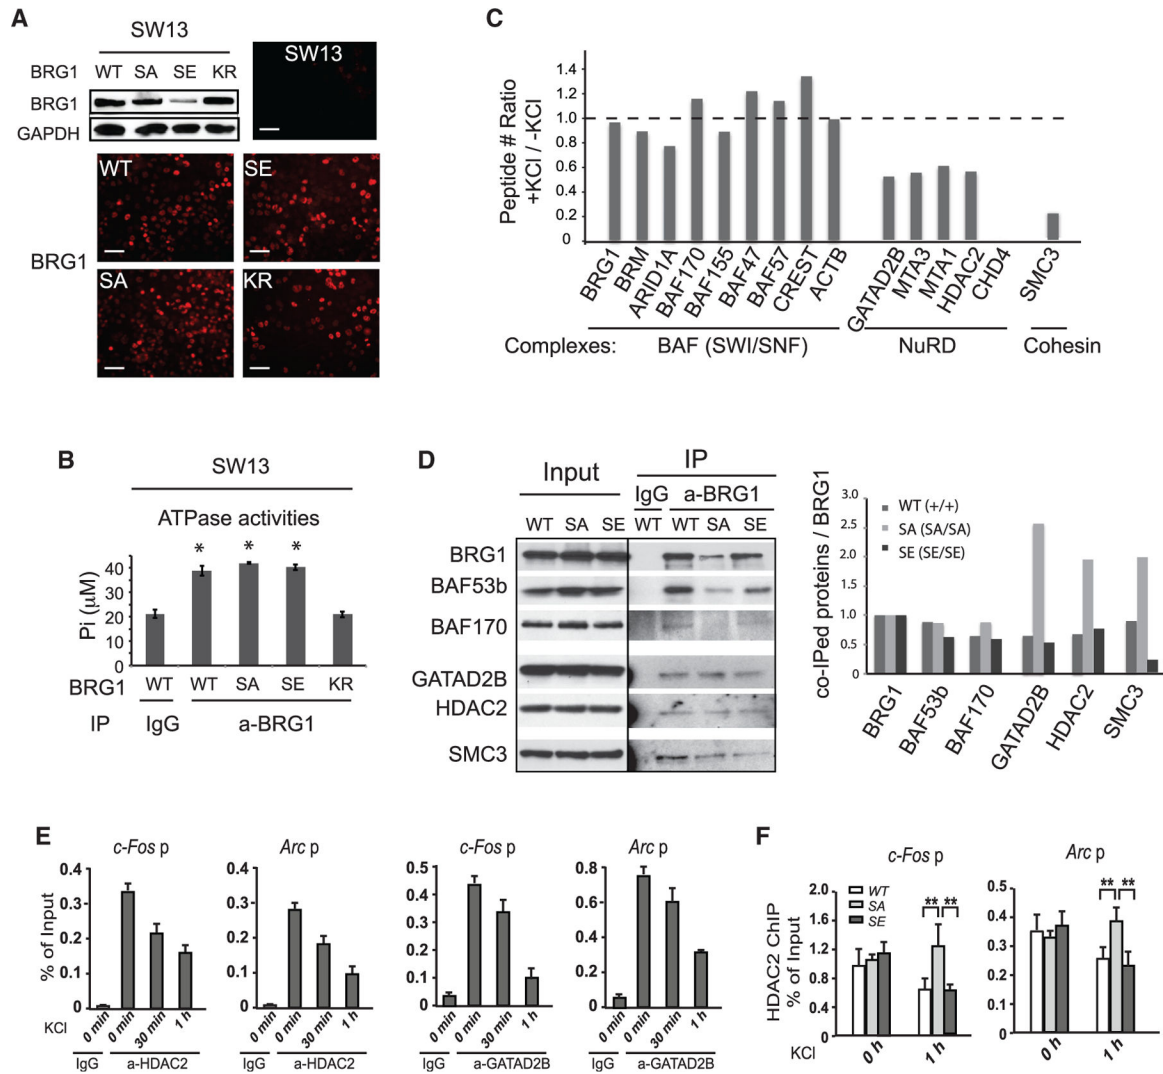 A
SW13
BRG1 WT SA SE KR
BRG1
GAPDH
SW13
WT SE
BRG1
SA KR
C
Peptide # Ratio
+KCl / -KCl
1.4
1.2
1.0
0.8
0.6
0.4
0.2
0
BRG1 BRM ARID1A BAF170 BAF155 BAF47 BAF57 CREST ACTB GATAD2B MTA3 MTA1 HDAC2 CHD4 SMC3
Complexes: BAF (SWI/SNF) NuRD Cohesin
B
SW13
ATPase activities
* * *
Pi (µM)
40
30
20
10
0
BRG1 WT WT SA SE KR
IP IgG a-BRG1
D
Input IP
IgG a-BRG1
WT SA SE WT WT SA SE
BRG1
BAF53b
BAF170
GATAD2B
HDAC2
SMC3
co-IPed proteins / BRG1
3.0
2.5
2.0
1.5
1.0
0.5
0
WT (+/+)
SA (SA/SA)
SE (SE/SE)
BRG1 BAF53b BAF170 GATAD2B HDAC2 SMC3
E
c-Fos p
% of Input
0.4
0.3
0.2
0.1
0
KCl 0 min 0 min 30 min 1 h
IgG a-HDAC2
Arc p
0.4
0.3
0.2
0.1
0
0 min 0 min 30 min 1 h
IgG a-HDAC2
c-Fos p
0.5
0.4
0.3
0.2
0.1
0
0 min 0 min 30 min 1 h
IgG a-GATAD2B
Arc p
0.8
0.6
0.4
0.2
0
0 min 0 min 30 min 1 h
IgG a-GATAD2B
F
c-Fos p
HDAC2 ChIP
% of Input
2.0
1.6
1.2
0.8
0.4
0
WT
SA
SE
** **
KCl 0 h 1 h
Arc p
0.5
0.4
0.3
0.2
0.1
0
** **
0 h 1 h